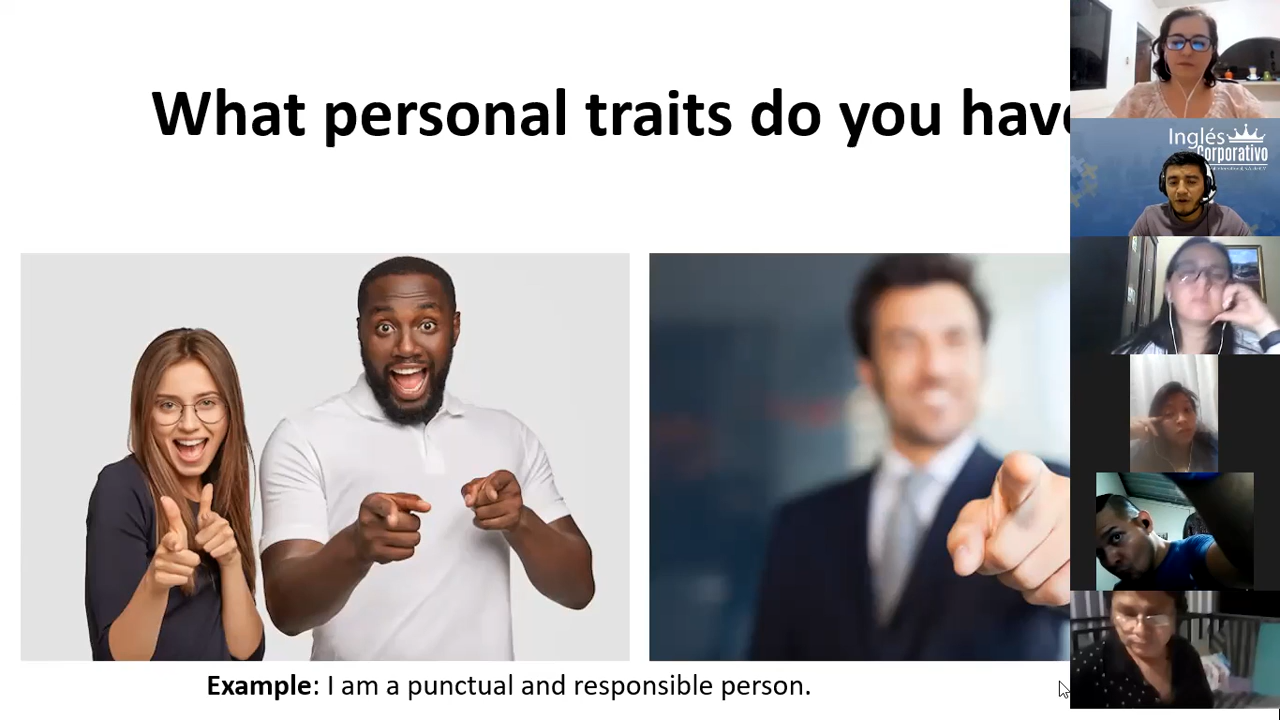 What personal traits do you have
Inglés
Corporativo
Example: I am a punctual and responsible person.